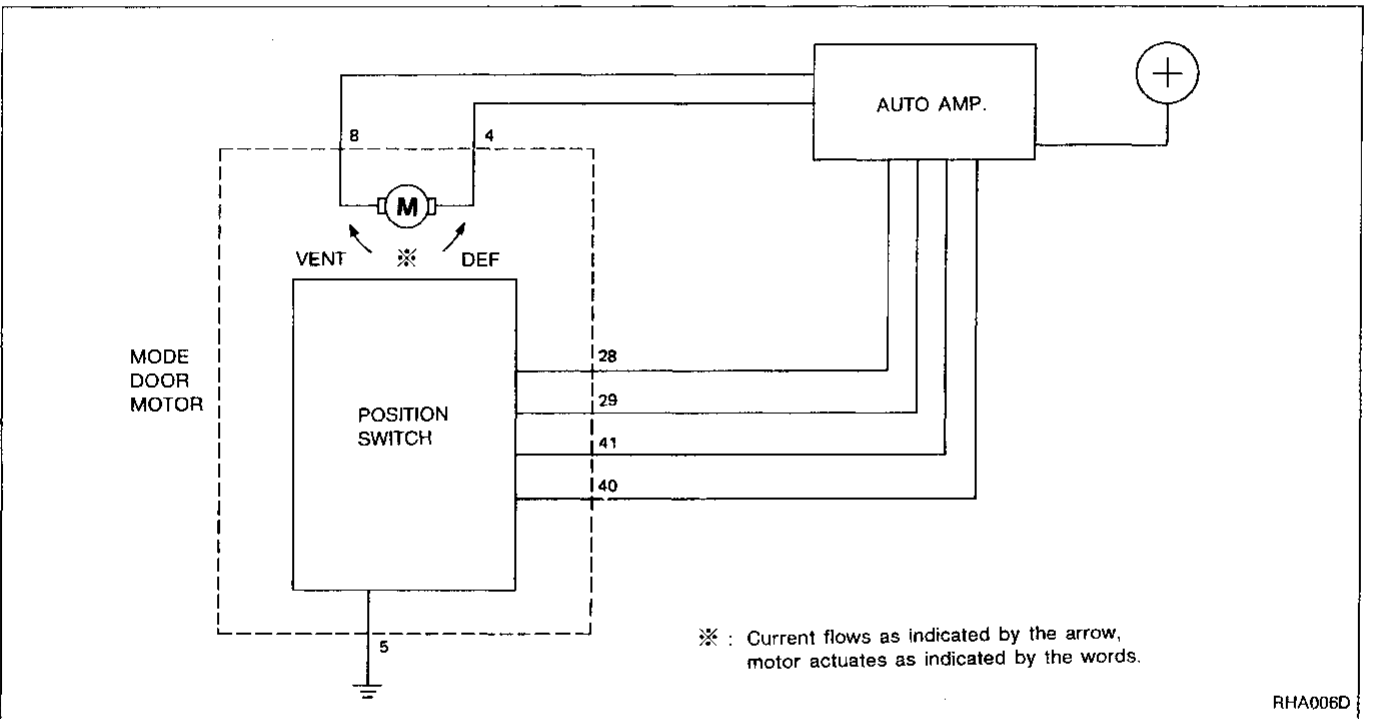 AUTO AMP.
+
8
4
M
VENT ※ DEF
MODE
DOOR
MOTOR
POSITION
SWITCH
28
29
41
40
5
※ : Current flows as indicated by the arrow,
motor actuates as indicated by the words.
RHA006D